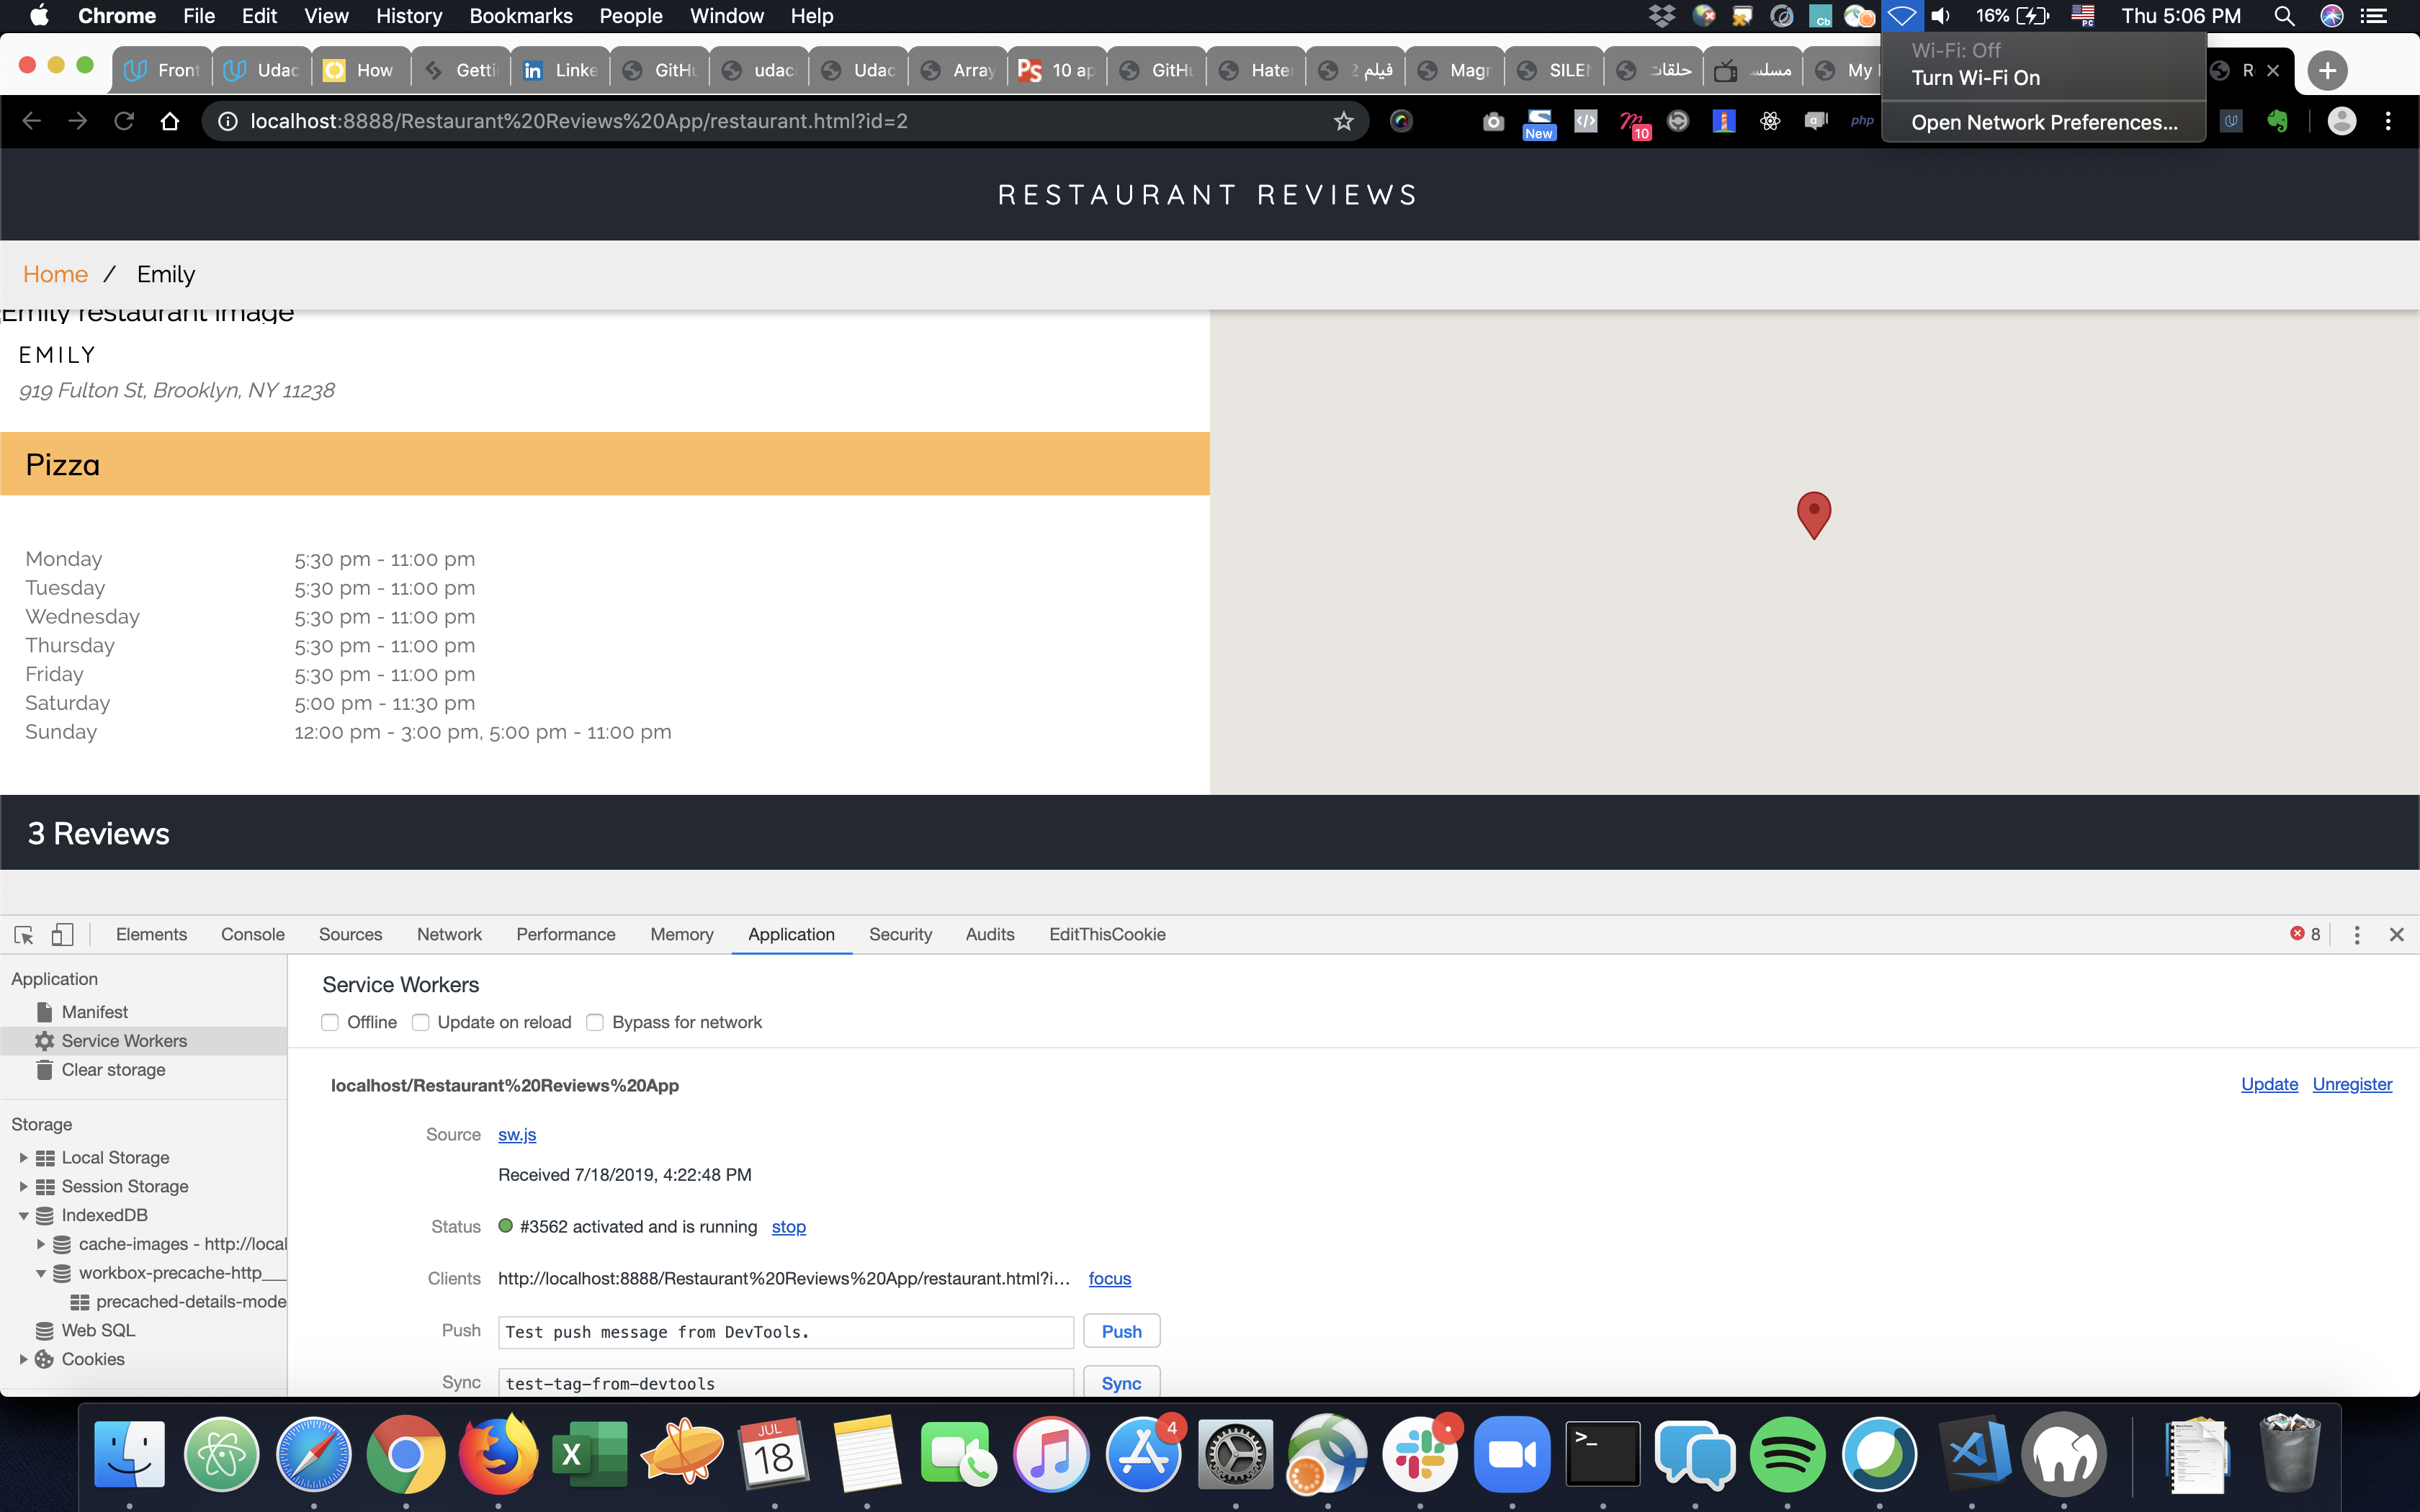 Chrome File Edit View History Bookmarks People Window Help 16% Thu 5:06 PM
Wi-Fi: Off
Turn Wi-Fi On
Open Network Preferences...
Front Udac How Getti Linke GitHu udac Udac Array 10 ap GitHu Hate فيلم 2 Magr SILEN حلقات مسلس My R
localhost:8888/Restaurant%20Reviews%20App/restaurant.html?id=2
New 10 php
RESTAURANT REVIEWS
Home / Emily
Emily restaurant image
EMILY
919 Fulton St, Brooklyn, NY 11238
Pizza
Monday 5:30 pm - 11:00 pm
Tuesday 5:30 pm - 11:00 pm
Wednesday 5:30 pm - 11:00 pm
Thursday 5:30 pm - 11:00 pm
Friday 5:30 pm - 11:00 pm
Saturday 5:00 pm - 11:30 pm
Sunday 12:00 pm - 3:00 pm, 5:00 pm - 11:00 pm
3 Reviews
Elements Console Sources Network Performance Memory Application Security Audits EditThisCookie 8
Application
Manifest
Service Workers
Clear storage
Storage
Local Storage
Session Storage
IndexedDB
cache-images - http://local
workbox-precache-http___
precached-details-mode
Web SQL
Cookies
Service Workers
Offline Update on reload Bypass for network
localhost/Restaurant%20Reviews%20App Update Unregister
Source sw.js
Received 7/18/2019, 4:22:48 PM
Status #3562 activated and is running stop
Clients http://localhost:8888/Restaurant%20Reviews%20App/restaurant.html?i... focus
Push Test push message from DevTools. Push
Sync test-tag-from-devtools Sync
JUL
18
4